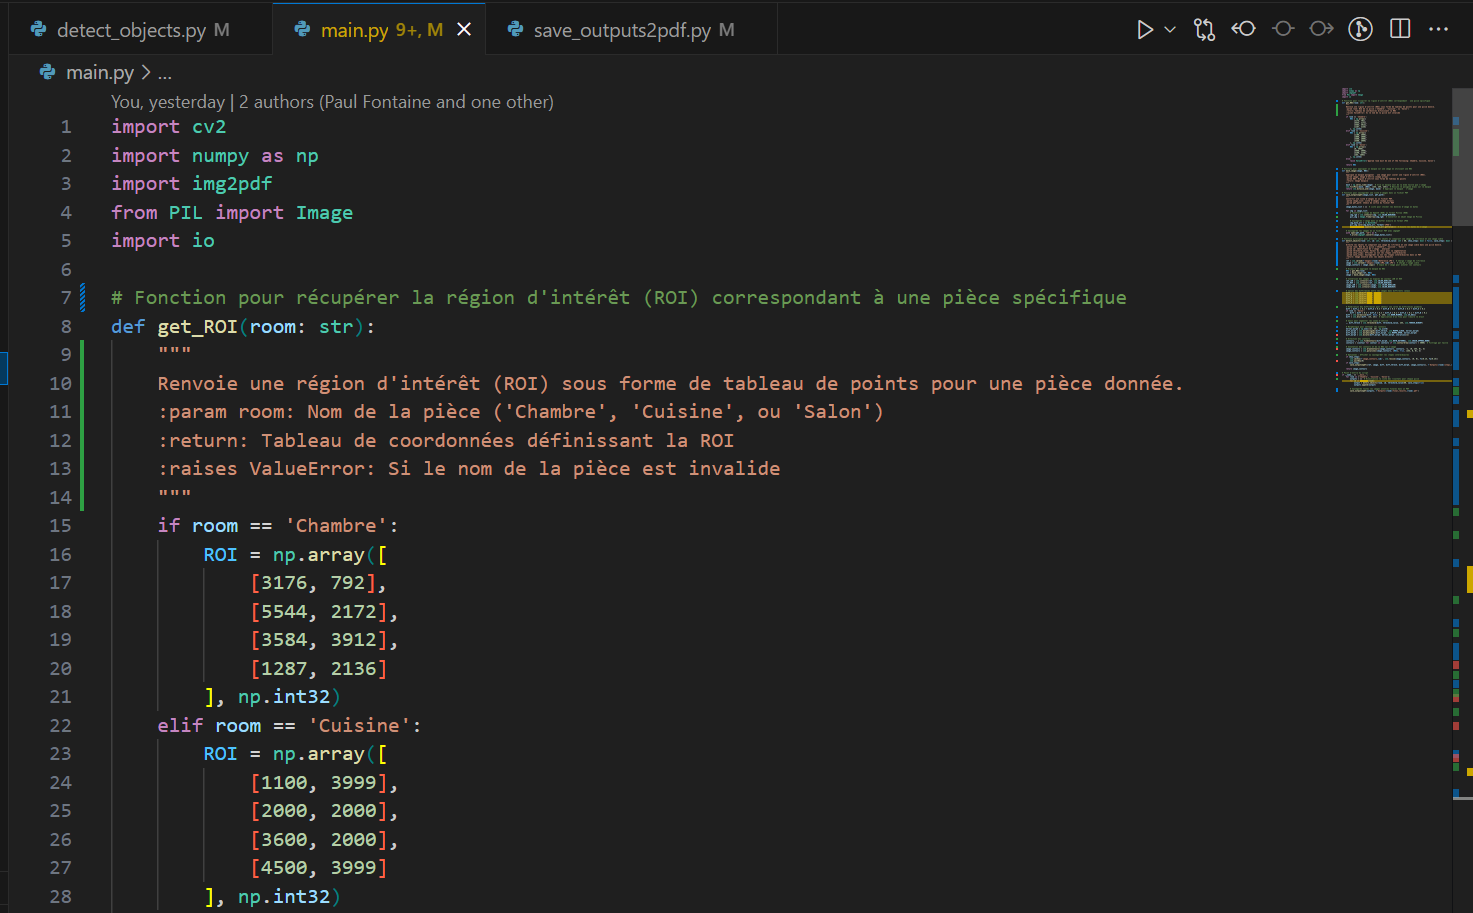 detect_objects.py M
main.py 9+, M
save_outputs2pdf.py M
main.py > ...
You, yesterday | 2 authors (Paul Fontaine and one other)
1 import cv2
2 import numpy as np
3 import img2pdf
4 from PIL import Image
5 import io
6
7 # Fonction pour récupérer la région d'intérêt (ROI) correspondant à une pièce spécifique
8 def get_ROI(room: str):
9     """
10     Renvoie une région d'intérêt (ROI) sous forme de tableau de points pour une pièce donnée.
11     :param room: Nom de la pièce ('Chambre', 'Cuisine', ou 'Salon')
12     :return: Tableau de coordonnées définissant la ROI
13     :raises ValueError: Si le nom de la pièce est invalide
14     """
15     if room == 'Chambre':
16         ROI = np.array([
17             [3176, 792],
18             [5544, 2172],
19             [3584, 3912],
20             [1287, 2136]
21         ], np.int32)
22     elif room == 'Cuisine':
23         ROI = np.array([
24             [1100, 3999],
25             [2000, 2000],
26             [3600, 2000],
27             [4500, 3999]
28         ], np.int32)